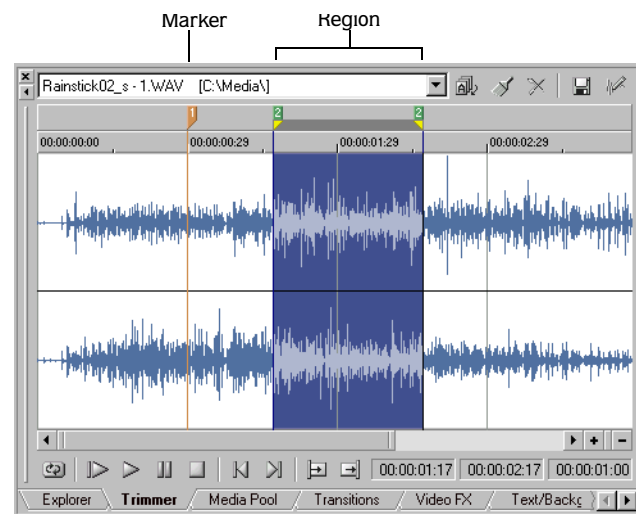 Marker Region
Rainstick02_s - 1.WAV [C:\Media\]
1 2 2
00:00:00:00 00:00:00:29 00:00:01:29 00:00:02:29
00:00:01:17 00:00:02:17 00:00:01:00
Explorer Trimmer Media Pool Transitions Video FX Text/Backg